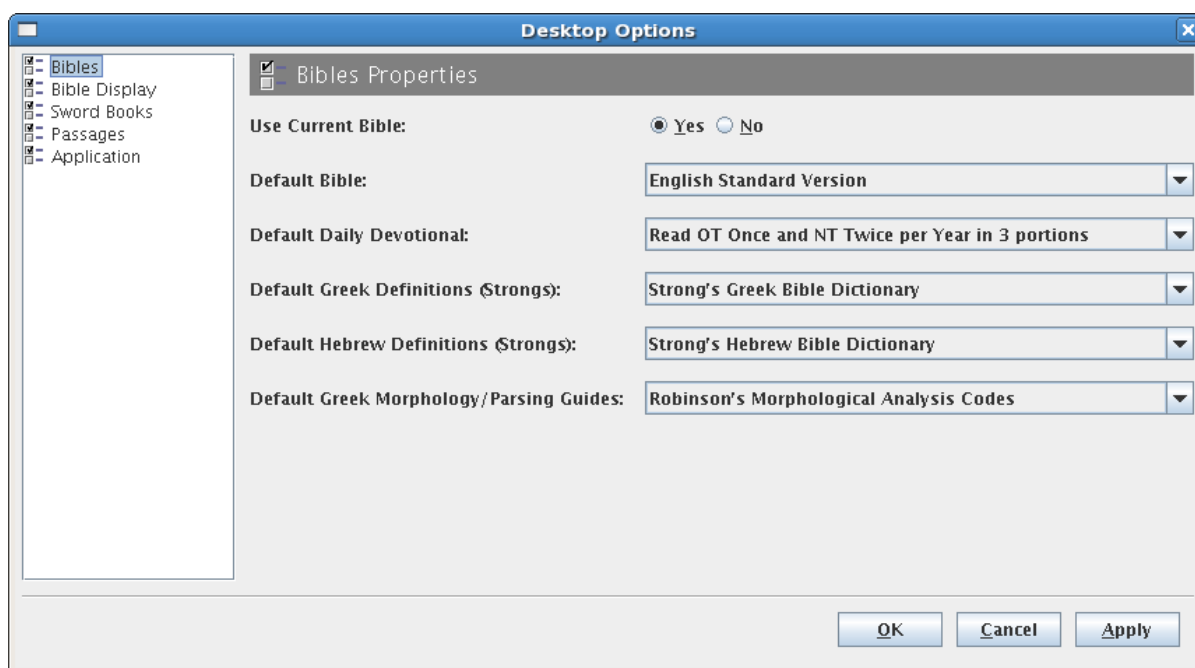 Desktop Options
Bibles
Bible Display
Sword Books
Passages
Application
Bibles Properties
Use Current Bible: Yes No
Default Bible: English Standard Version
Default Daily Devotional: Read OT Once and NT Twice per Year in 3 portions
Default Greek Definitions (Strongs): Strong's Greek Bible Dictionary
Default Hebrew Definitions (Strongs): Strong's Hebrew Bible Dictionary
Default Greek Morphology/Parsing Guides: Robinson's Morphological Analysis Codes
OK Cancel Apply